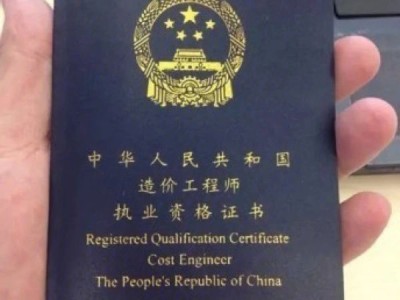 中华人民共和国
造价工程师
执业资格证书
Registered Qualification Certificate
Cost Engineer
The People's Republic of China